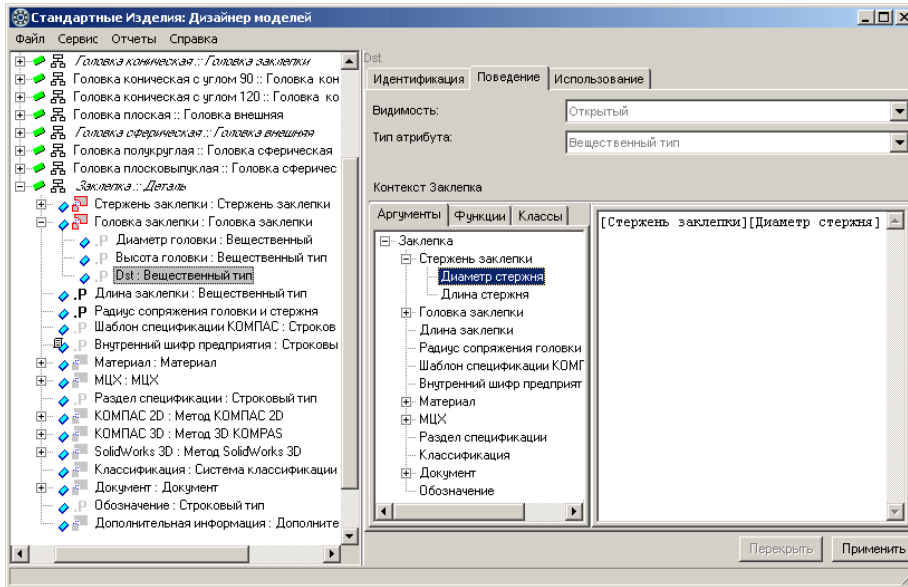 Стандартные Изделия: Дизайнер моделей
Файл Сервис Отчеты Справка
Головка коническая :: Головка заклепки
Головка коническая с углом 90 :: Головка кон
Головка коническая с углом 120 :: Головка ко
Головка плоская :: Головка внешняя
Головка сферическая :: Головка внешняя
Головка полукруглая :: Головка сферическая
Головка плосковыпуклая :: Головка сферичес
Заклепка :: Деталь
Стержень заклепки : Стержень заклепки
Головка заклепки : Головка заклепки
.P Диаметр головки : Вещественный
.P Высота головки : Вещественный тип
.P Dst : Вещественный тип
.P Длина заклепки : Вещественный тип
.P Радиус сопряжения головки и стержня
.P Шаблон спецификации КОМПАС : Строков
.P Внутренний шифр предприятия : Строковы
Материал : Материал
МЦХ : МЦХ
.P Раздел спецификации : Строковый тип
КОМПАС 2D : Метод КОМПАС 2D
КОМПАС 3D : Метод 3D KOMPAS
SolidWorks 3D : Метод SolidWorks 3D
Классификация : Система классификации
Документ : Документ
.P Обозначение : Строковый тип
Дополнительная информация : Дополните
Dst
Идентификация Поведение Использование
Видимость: Открытый
Тип атрибута: Вещественный тип
Контекст Заклепка
Аргументы Функции Классы
Заклепка
Стержень заклепки
Диаметр стержня
Длина стержня
Головка заклепки
Длина заклепки
Радиус сопряжения головки
Шаблон спецификации КОМГ
Внутренний шифр предприят
Материал
МЦХ
Раздел спецификации
Классификация
Документ
Обозначение
[Стержень заклепки][Диаметр стержня]
Перекрыть Применить